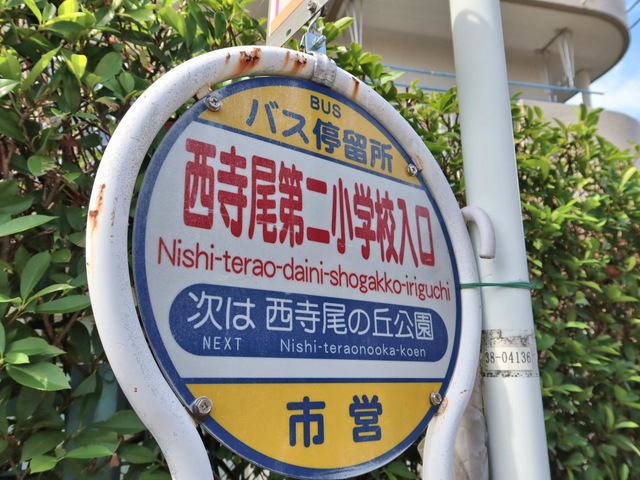 BUS
バス停留所
西寺尾第二小学校入口
Nishi-terao-daini-shogakko-iriguchi
次は 西寺尾の丘公園
NEXT Nishi-teraonooka-koen
市営
38-04136